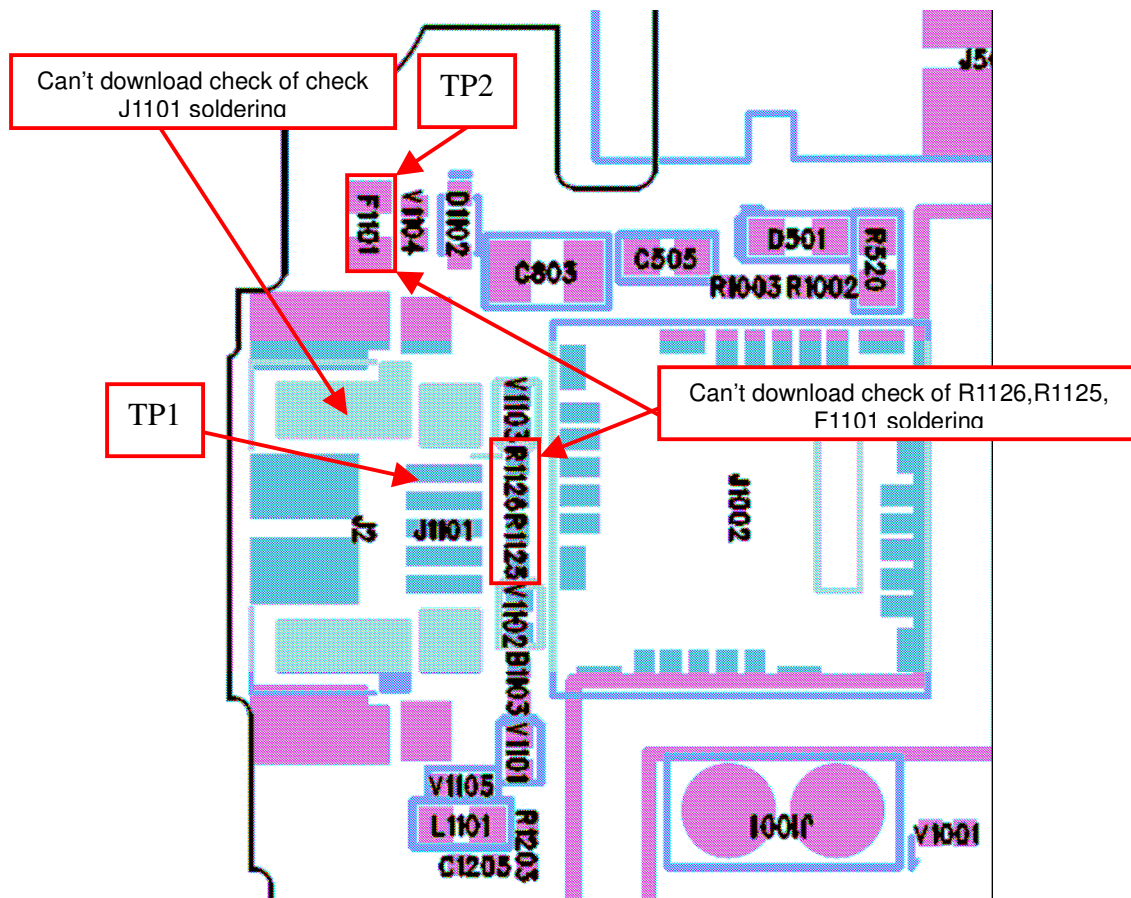 Can't download check of check
J1101 soldering
TP2
J5
F1101
V1104
D1102
C803
C505
D501
R520
R1003 R1002
Can't download check of R1126,R1125,
F1101 soldering
TP1
V1103
R1126
R1125
J2
J1101
J1002
V1102
B1103
V1101
V1105
L1101
R1203
C1205
J1001
V1001